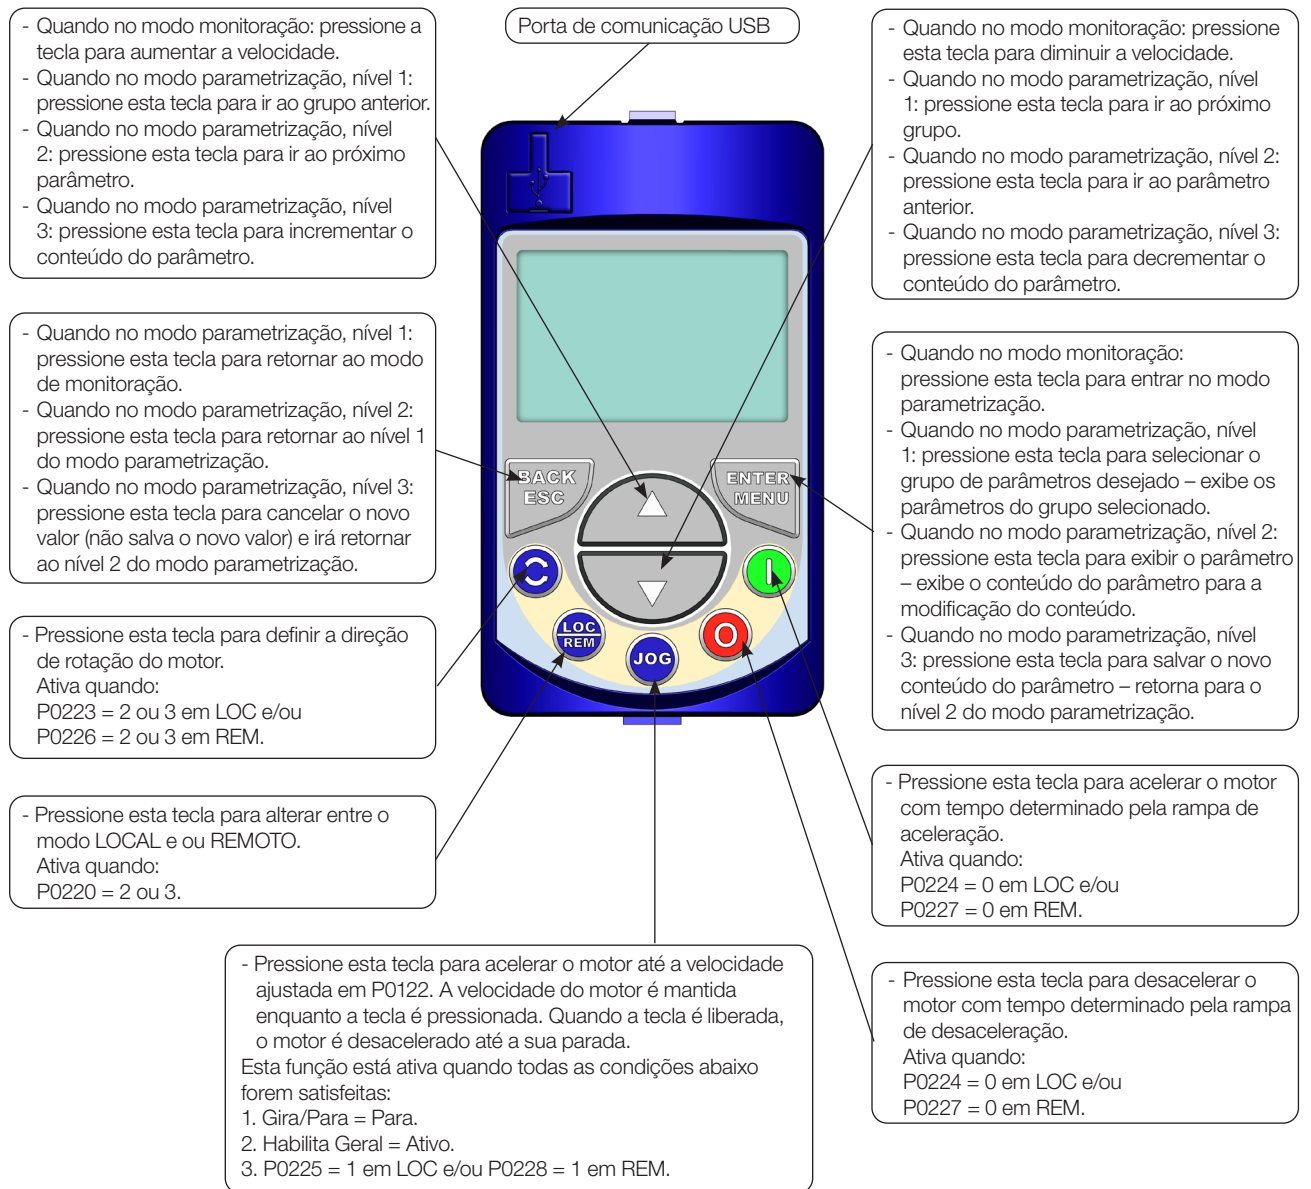 - Quando no modo monitoração: pressione a
tecla para aumentar a velocidade.
- Quando no modo parametrização, nível 1:
pressione esta tecla para ir ao grupo anterior.
- Quando no modo parametrização, nível
2: pressione esta tecla para ir ao próximo
parâmetro.
- Quando no modo parametrização, nível
3: pressione esta tecla para incrementar o
conteúdo do parâmetro.
Porta de comunicação USB
- Quando no modo monitoração: pressione
esta tecla para diminuir a velocidade.
- Quando no modo parametrização, nível
1: pressione esta tecla para ir ao próximo
grupo.
- Quando no modo parametrização, nível 2:
pressione esta tecla para ir ao parâmetro
anterior.
- Quando no modo parametrização, nível 3:
pressione esta tecla para decrementar o
conteúdo do parâmetro.
- Quando no modo parametrização, nível 1:
pressione esta tecla para retornar ao modo
de monitoração.
- Quando no modo parametrização, nível 2:
pressione esta tecla para retornar ao nível 1
do modo parametrização.
- Quando no modo parametrização, nível 3:
pressione esta tecla para cancelar o novo
valor (não salva o novo valor) e irá retornar
ao nível 2 do modo parametrização.
- Quando no modo monitoração:
pressione esta tecla para entrar no modo
parametrização.
- Quando no modo parametrização, nível
1: pressione esta tecla para selecionar o
grupo de parâmetros desejado – exibe os
parâmetros do grupo selecionado.
- Quando no modo parametrização, nível 2:
pressione esta tecla para exibir o parâmetro
– exibe o conteúdo do parâmetro para a
modificação do conteúdo.
- Quando no modo parametrização, nível
3: pressione esta tecla para salvar o novo
conteúdo do parâmetro – retorna para o
nível 2 do modo parametrização.
BACK
ESC
ENTER
MENU
LOC
REM
JOG
O
I
- Pressione esta tecla para definir a direção
de rotação do motor.
Ativa quando:
P0223 = 2 ou 3 em LOC e/ou
P0226 = 2 ou 3 em REM.
- Pressione esta tecla para alterar entre o
modo LOCAL e ou REMOTO.
Ativa quando:
P0220 = 2 ou 3.
- Pressione esta tecla para acelerar o motor
com tempo determinado pela rampa de
aceleração.
Ativa quando:
P0224 = 0 em LOC e/ou
P0227 = 0 em REM.
- Pressione esta tecla para acelerar o motor até a velocidade
ajustada em P0122. A velocidade do motor é mantida
enquanto a tecla é pressionada. Quando a tecla é liberada,
o motor é desacelerado até a sua parada.
Esta função está ativa quando todas as condições abaixo
forem satisfeitas:
1. Gira/Para = Para.
2. Habilita Geral = Ativo.
3. P0225 = 1 em LOC e/ou P0228 = 1 em REM.
- Pressione esta tecla para desacelerar o
motor com tempo determinado pela rampa
de desaceleração.
Ativa quando:
P0224 = 0 em LOC e/ou
P0227 = 0 em REM.